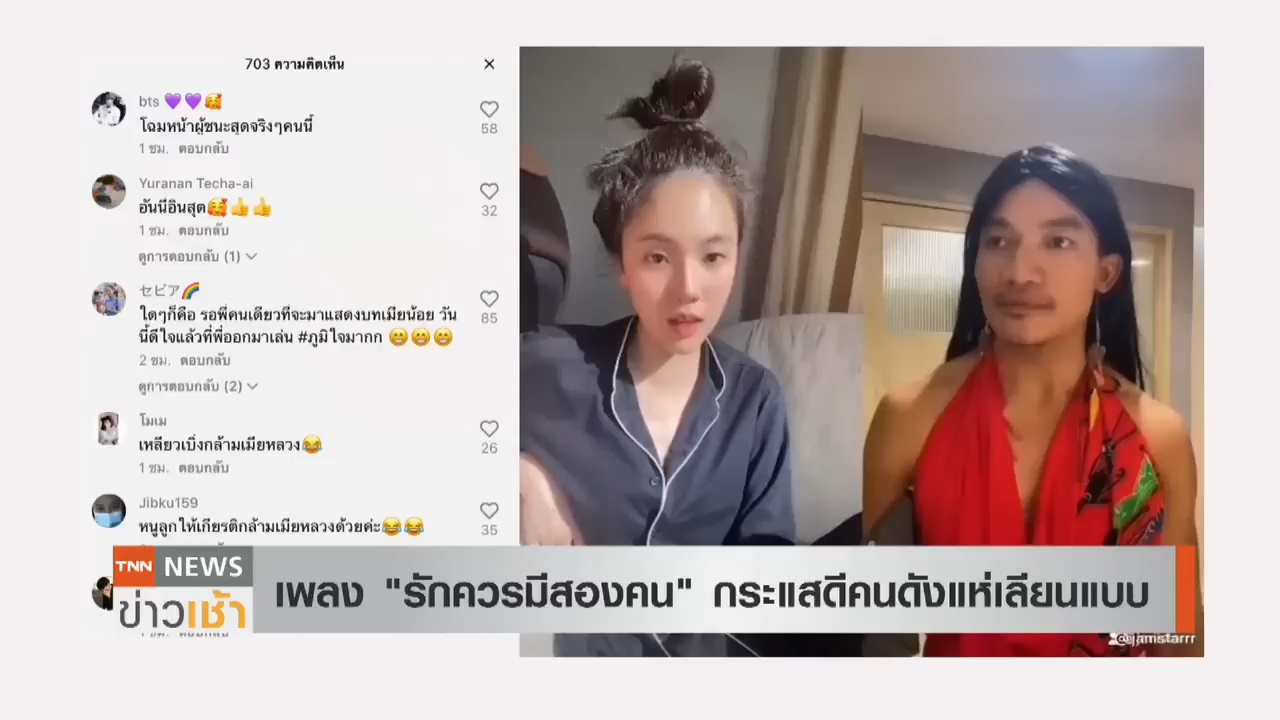 703 ความคิดเห็น
bts 💜💜🥰
โฉมหน้าผู้ชนะสุดจริงๆคนนี้
58
1 ชม. ตอบกลับ
Yuranan Techa-ai
อันนี้อินสุด🥰👍👍
32
1 ชม. ตอบกลับ
ดูการตอบกลับ (1)
セピア🌈
ใดๆก็คือ รอพี่คนเดียวที่จะมาแสดงบทเมียน้อย วัน
นี้ดีใจแล้วที่พี่ออกมาเล่น #ภูมิใจมากก 😁😁😁
85
2 ชม. ตอบกลับ
ดูการตอบกลับ (2)
โมเม
เหลียวเบิ่งกล้ามเมียหลวง😂
26
1 ชม. ตอบกลับ
Jibku159
หนูลูกให้เกียรติกล้ามเมียหลวงด้วยค่ะ😂😂
35
TNN NEWS
ข่าวเช้า
เพลง "รักควรมีสองคน" กระแสดีคนดังแห่เลียนแบบ